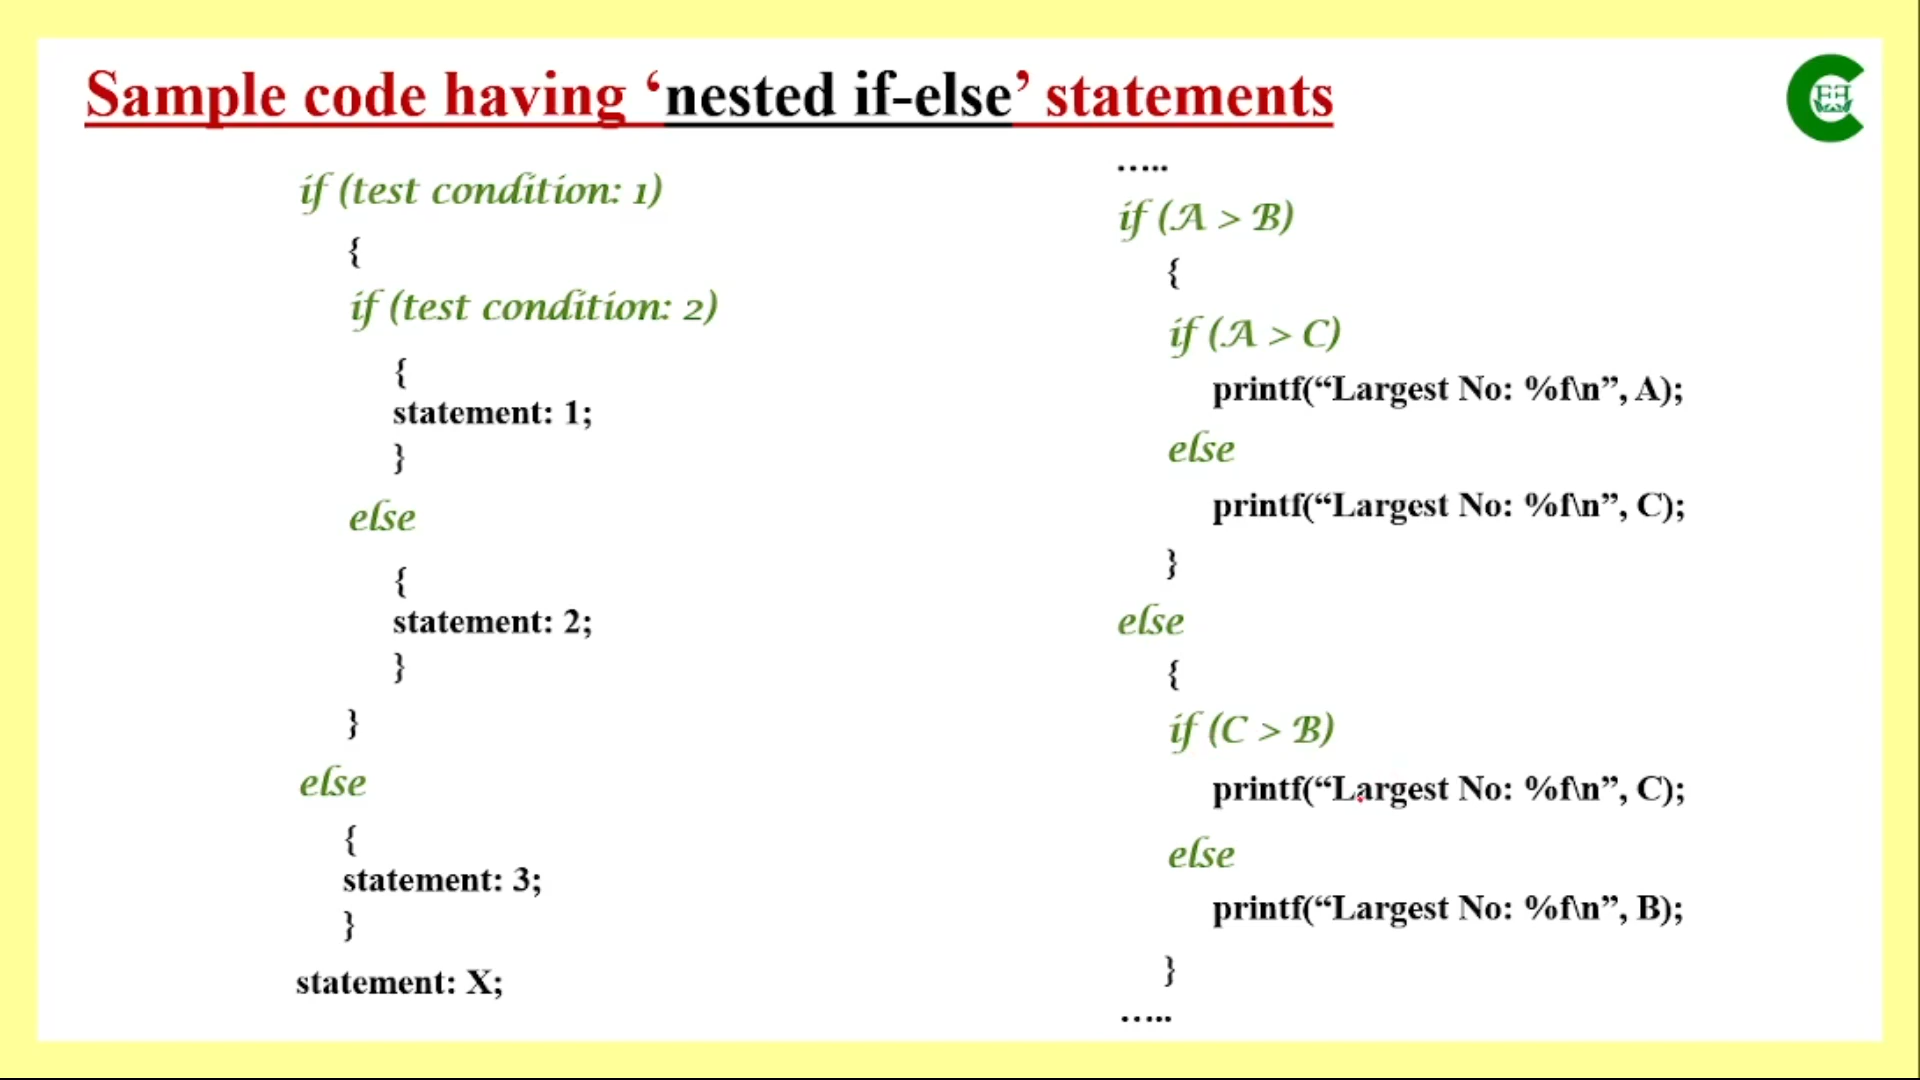 Sample code having ‘nested if-else’ statements
if (test condition: 1)
{
if (test condition: 2)
{
statement: 1;
}
else
{
statement: 2;
}
}
else
{
statement: 3;
}
statement: X;
.....
if (A > B)
{
if (A > C)
printf(“Largest No: %f\n”, A);
else
printf(“Largest No: %f\n”, C);
}
else
{
if (C > B)
printf(“Largest No: %f\n”, C);
else
printf(“Largest No: %f\n”, B);
}
.....